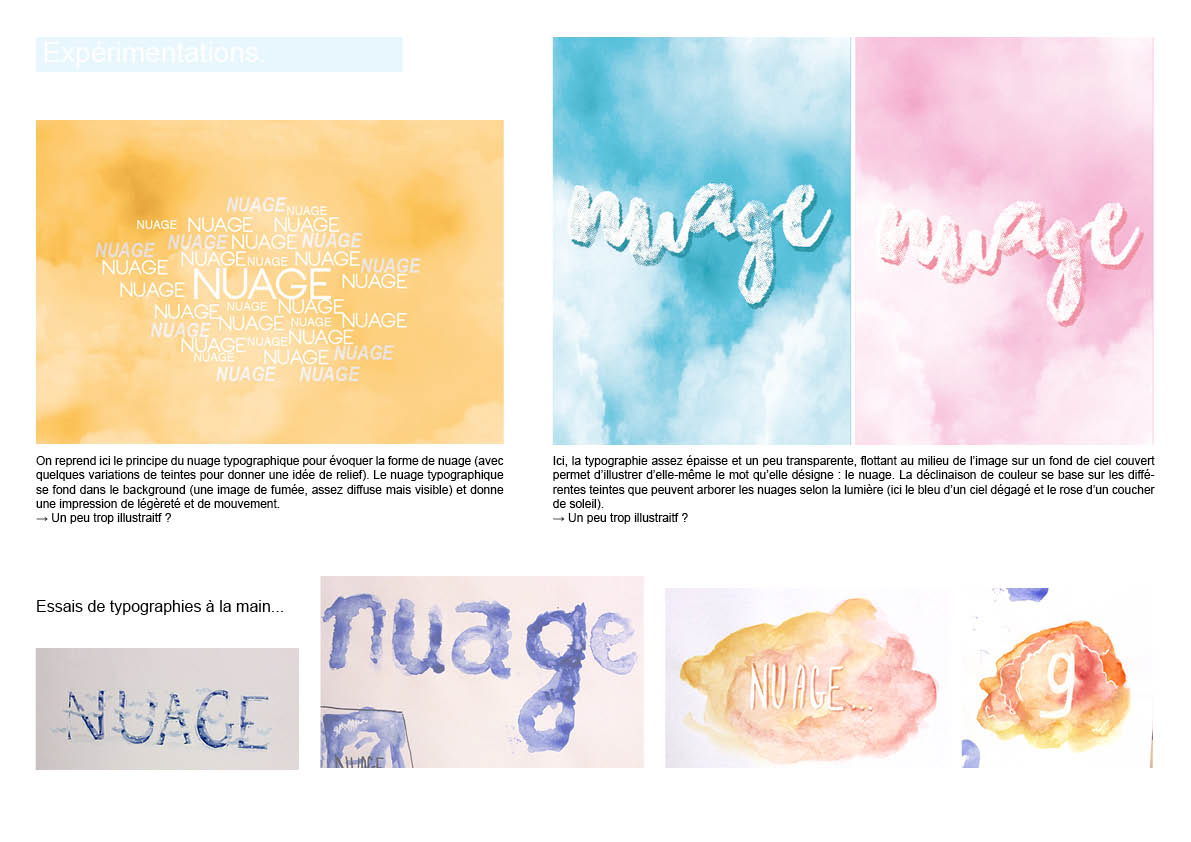 Expérimentations.
NUAGE NUAGE
NUAGE NUAGE NUAGE
NUAGE NUAGE NUAGE NUAGE
NUAGE NUAGE NUAGE NUAGE NUAGE
NUAGE NUAGE NUAGE
NUAGE NUAGE NUAGE
NUAGE NUAGE NUAGE NUAGE
NUAGE NUAGE NUAGE
NUAGE NUAGE NUAGE
NUAGE NUAGE
On reprend ici le principe du nuage typographique pour évoquer la forme de nuage (avec
quelques variations de teintes pour donner une idée de relief). Le nuage typographique
se fond dans le background (une image de fumée, assez diffuse mais visible) et donne
une impression de légèreté et de mouvement.
→ Un peu trop illustraitf ?
nuage
nuage
Ici, la typographie assez épaisse et un peu transparente, flottant au milieu de l'image sur un fond de ciel couvert
permet d'illustrer d'elle-même le mot qu'elle désigne : le nuage. La déclinaison de couleur se base sur les diffé-
rentes teintes que peuvent arborer les nuages selon la lumière (ici le bleu d'un ciel dégagé et le rose d'un coucher
de soleil).
→ Un peu trop illustraitf ?
Essais de typographies à la main...
NUAGE
nuage
NUAGE
NUAGE...
g